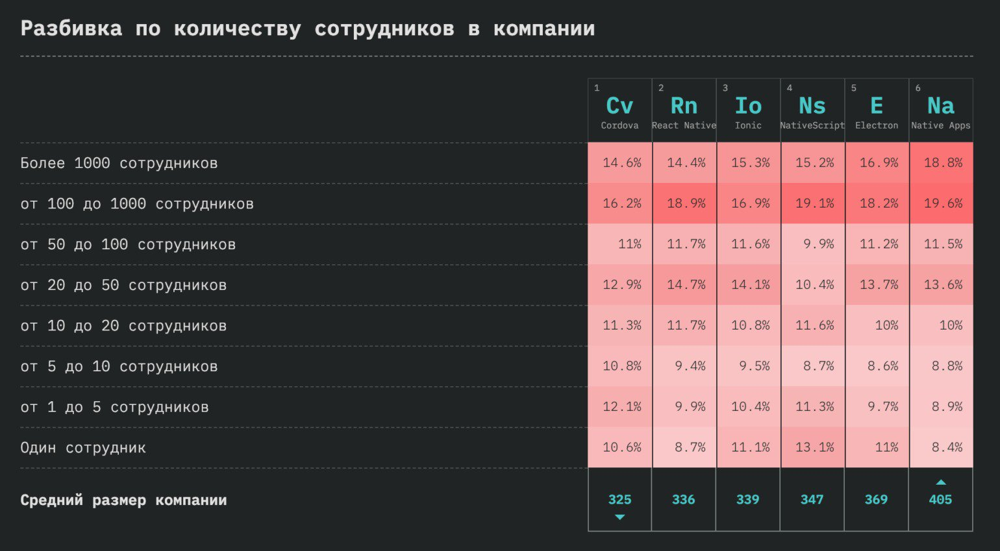 Разбивка по количеству сотрудников в компании
1 2 3 4 5 6
Cv Rn Io Ns E Na
Cordova React Native Ionic NativeScript Electron Native Apps
Более 1000 сотрудников 14.6% 14.4% 15.3% 15.2% 16.9% 18.8%
от 100 до 1000 сотрудников 16.2% 18.9% 16.9% 19.1% 18.2% 19.6%
от 50 до 100 сотрудников 11% 11.7% 11.6% 9.9% 11.2% 11.5%
от 20 до 50 сотрудников 12.9% 14.7% 14.1% 10.4% 13.7% 13.6%
от 10 до 20 сотрудников 11.3% 11.7% 10.8% 11.6% 10% 10%
от 5 до 10 сотрудников 10.8% 9.4% 9.5% 8.7% 8.6% 8.8%
от 1 до 5 сотрудников 12.1% 9.9% 10.4% 11.3% 9.7% 8.9%
Один сотрудник 10.6% 8.7% 11.1% 13.1% 11% 8.4%
Средний размер компании 325 336 339 347 369 405